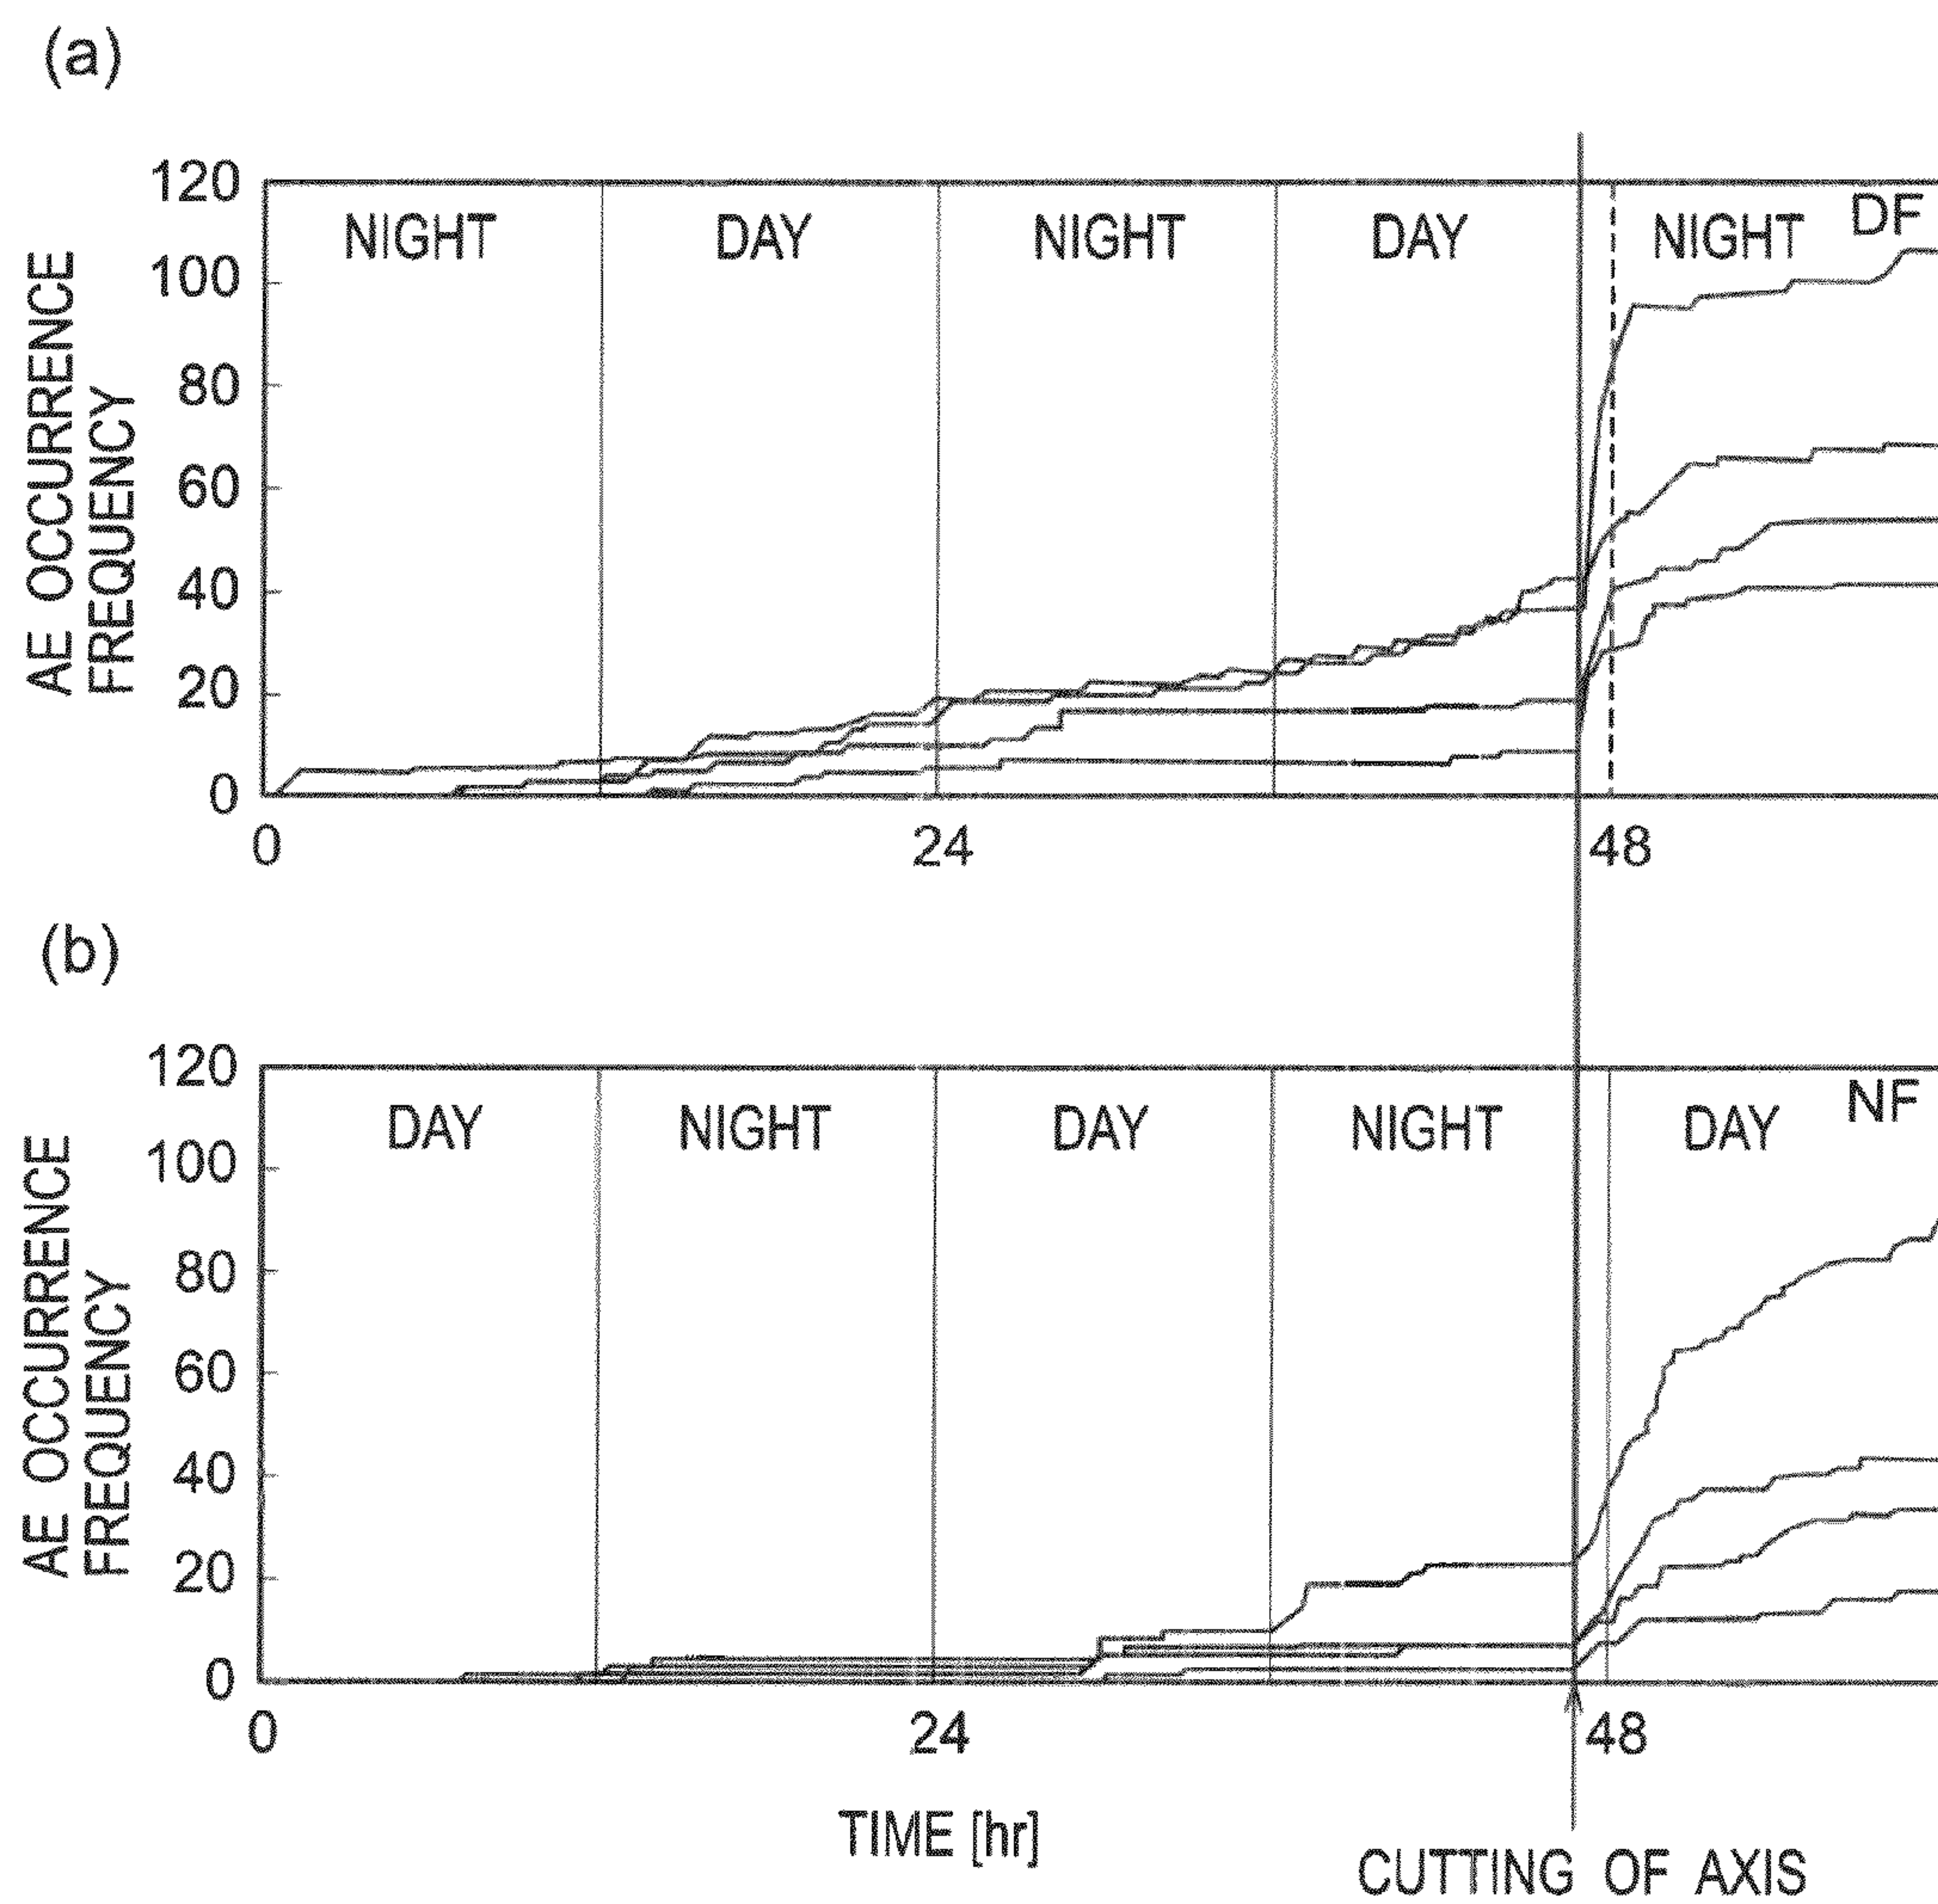 (a)
AE OCCURRENCE
FREQUENCY
120
100
80
60
40
20
0
NIGHT DAY NIGHT DAY NIGHT DF
0 24 48
(b)
AE OCCURRENCE
FREQUENCY
120
100
80
60
40
20
0
DAY NIGHT DAY NIGHT DAY NF
0 24 48
TIME [hr]
CUTTING OF AXIS